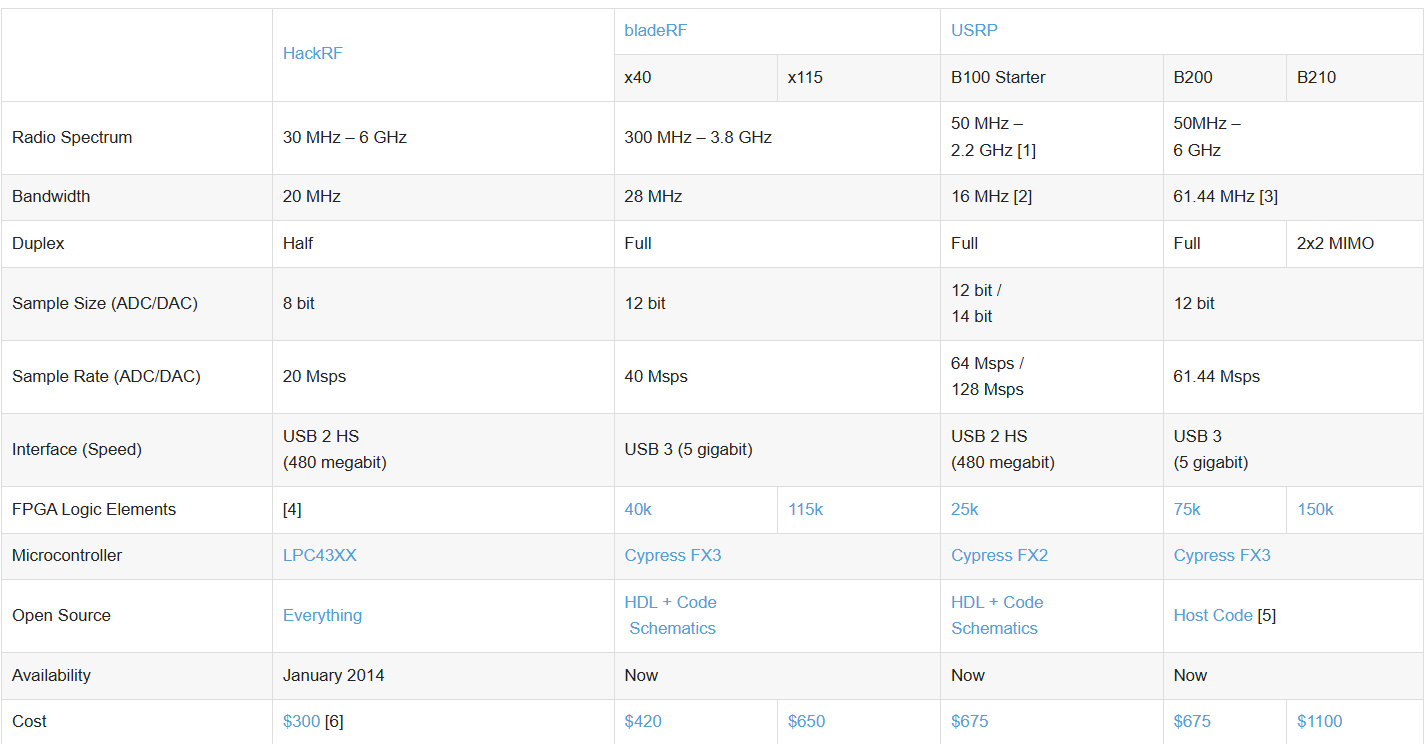 HackRF bladeRF USRP
x40 x115 B100 Starter B200 B210
Radio Spectrum 30 MHz – 6 GHz 300 MHz – 3.8 GHz 50 MHz –
2.2 GHz [1] 50MHz –
6 GHz
Bandwidth 20 MHz 28 MHz 16 MHz [2] 61.44 MHz [3]
Duplex Half Full Full Full 2x2 MIMO
Sample Size (ADC/DAC) 8 bit 12 bit 12 bit /
14 bit 12 bit
Sample Rate (ADC/DAC) 20 Msps 40 Msps 64 Msps /
128 Msps 61.44 Msps
Interface (Speed) USB 2 HS
(480 megabit) USB 3 (5 gigabit) USB 2 HS
(480 megabit) USB 3
(5 gigabit)
FPGA Logic Elements [4] 40k 115k 25k 75k 150k
Microcontroller LPC43XX Cypress FX3 Cypress FX2 Cypress FX3
Open Source Everything HDL + Code
Schematics HDL + Code
Schematics Host Code [5]
Availability January 2014 Now Now Now
Cost $300 [6] $420 $650 $675 $675 $1100